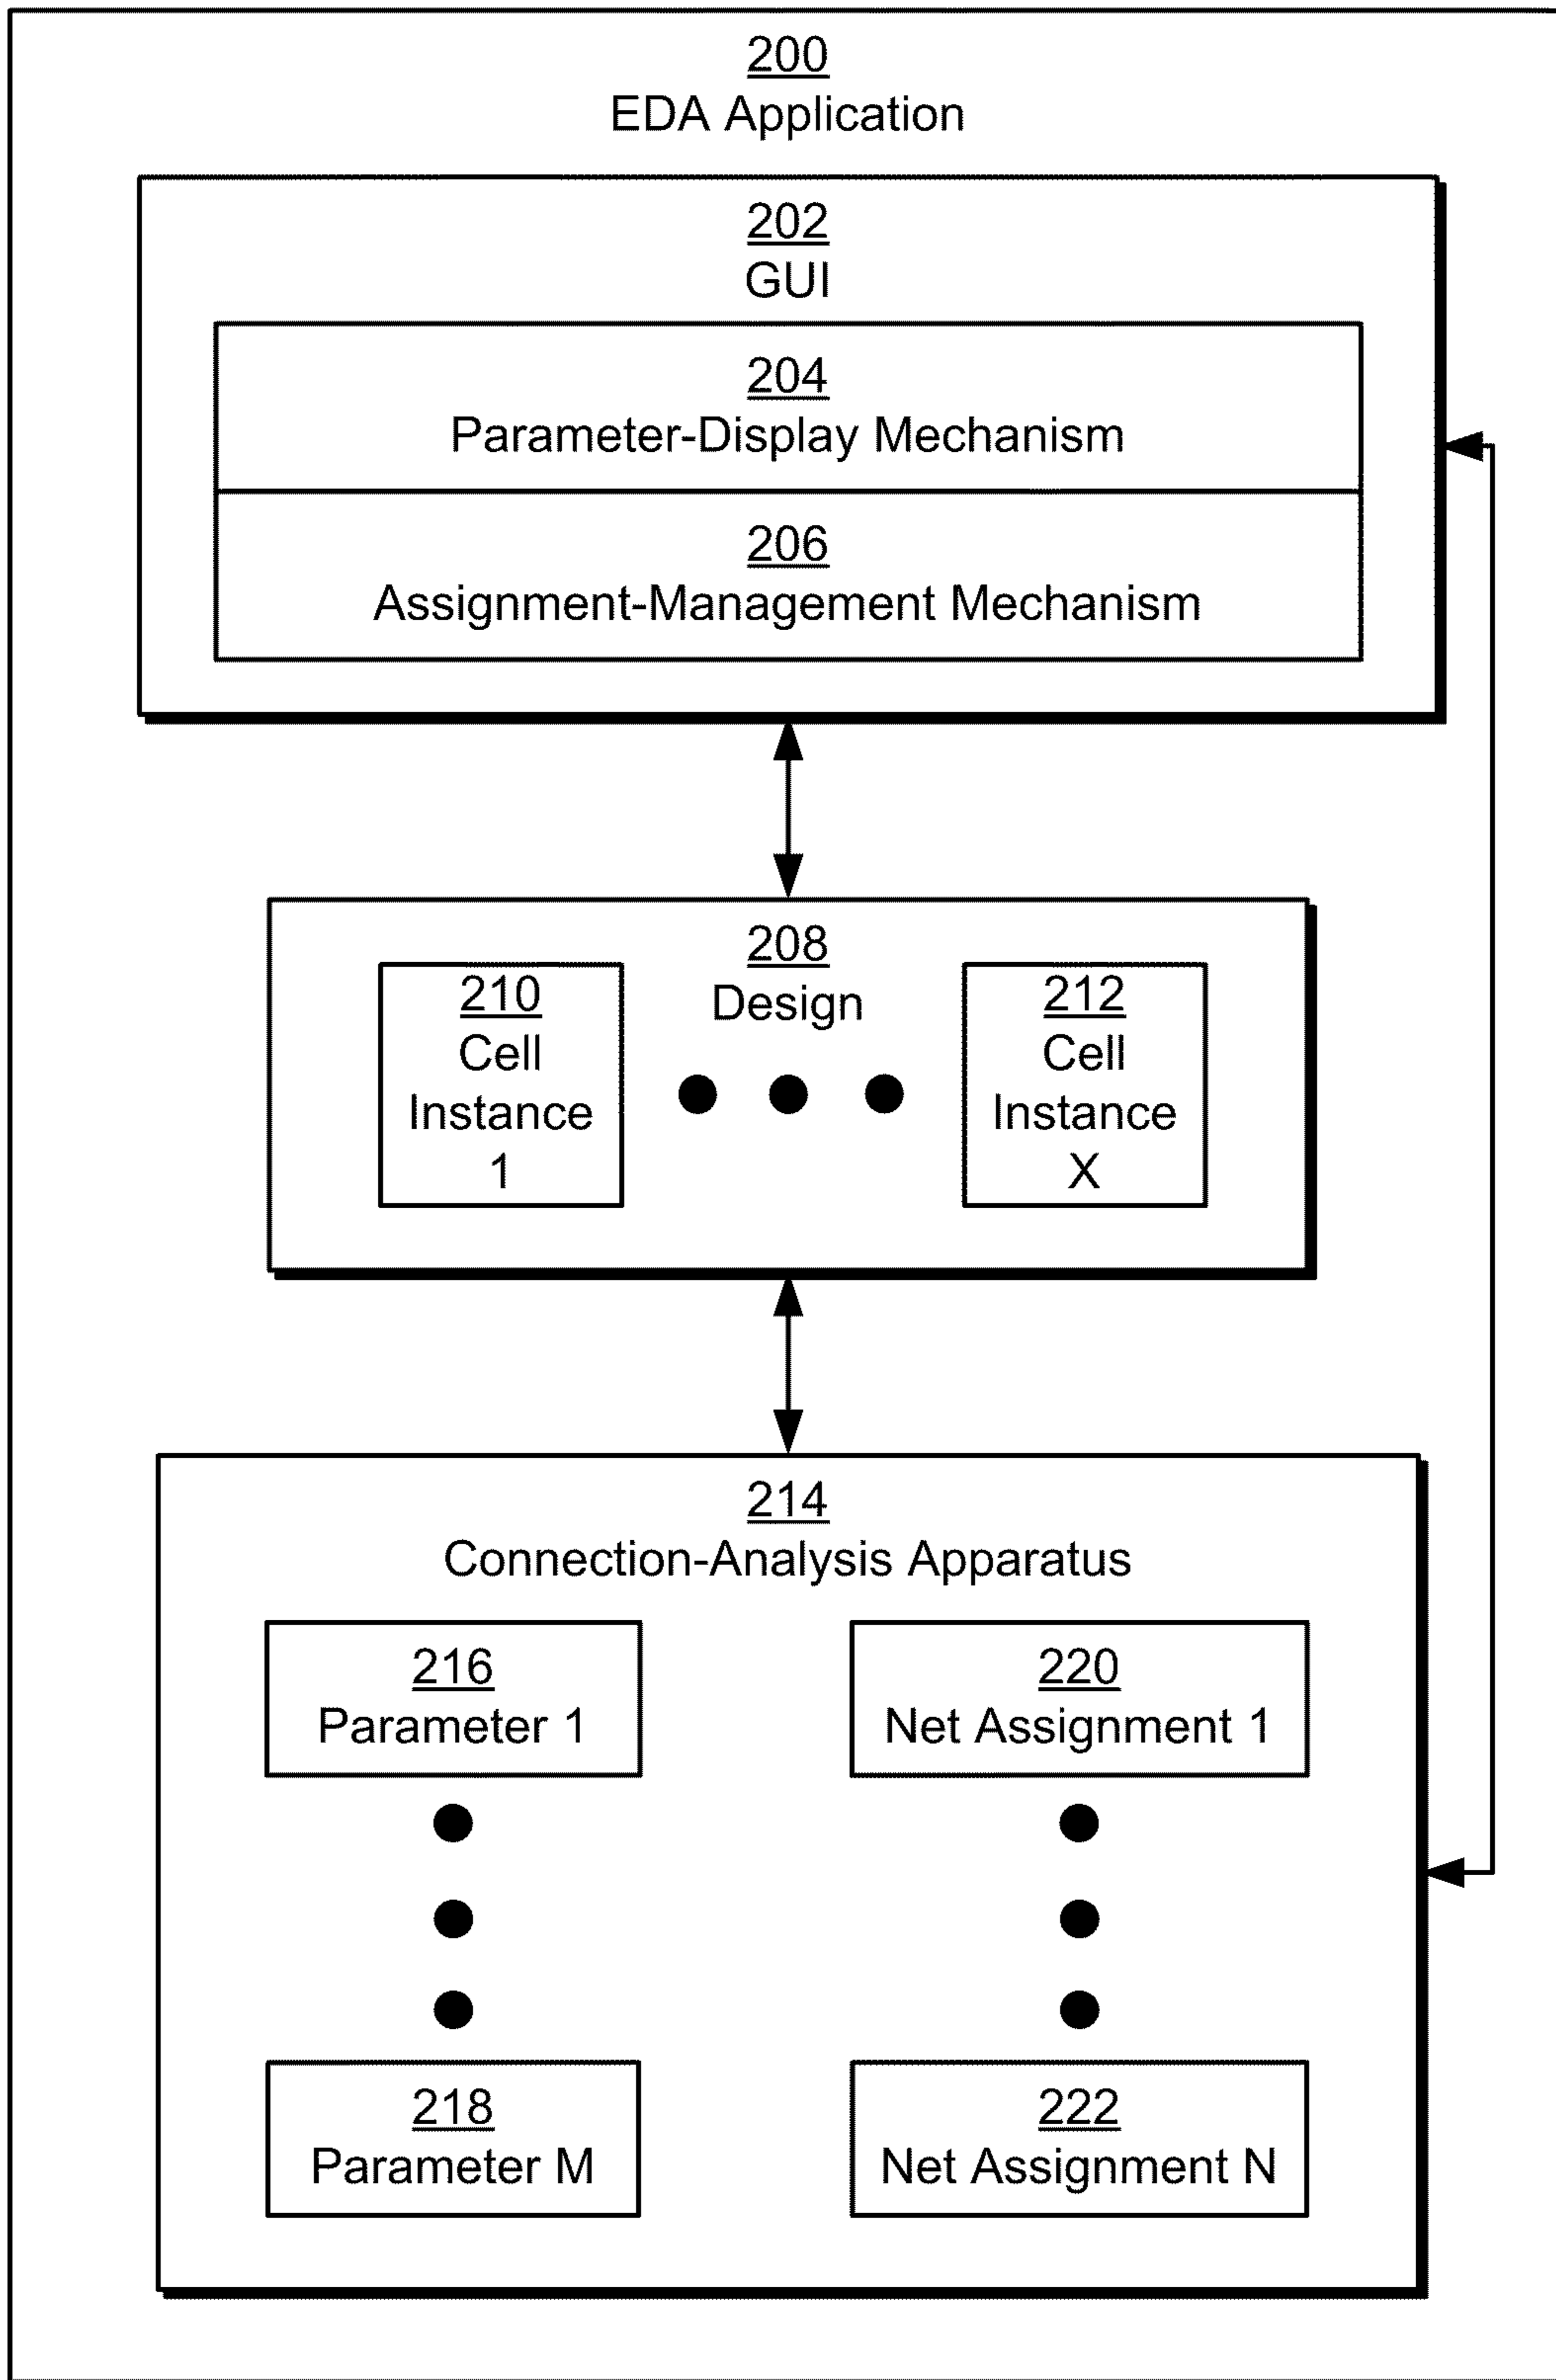 200
EDA Application
202
GUI
204
Parameter-Display Mechanism
206
Assignment-Management Mechanism
208
Design
210
Cell
Instance
1
212
Cell
Instance
X
214
Connection-Analysis Apparatus
216
Parameter 1
220
Net Assignment 1
218
Parameter M
222
Net Assignment N